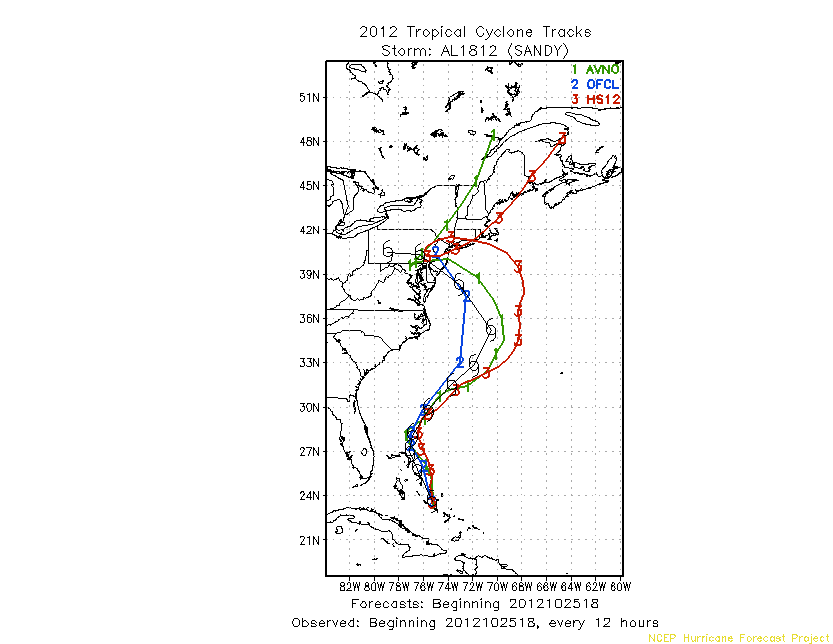 2012 Tropical Cyclone Tracks
Storm: AL1812 (SANDY)
1 AVNO
2 OFCL
3 HS12
51N
48N
45N
42N
39N
36N
33N
30N
27N
24N
21N
82W 80W 78W 76W 74W 72W 70W 68W 66W 64W 62W 60W
Forecasts: Beginning 2012102518
Observed: Beginning 2012102518, every 12 hours
NCEP Hurricane Forecast Project